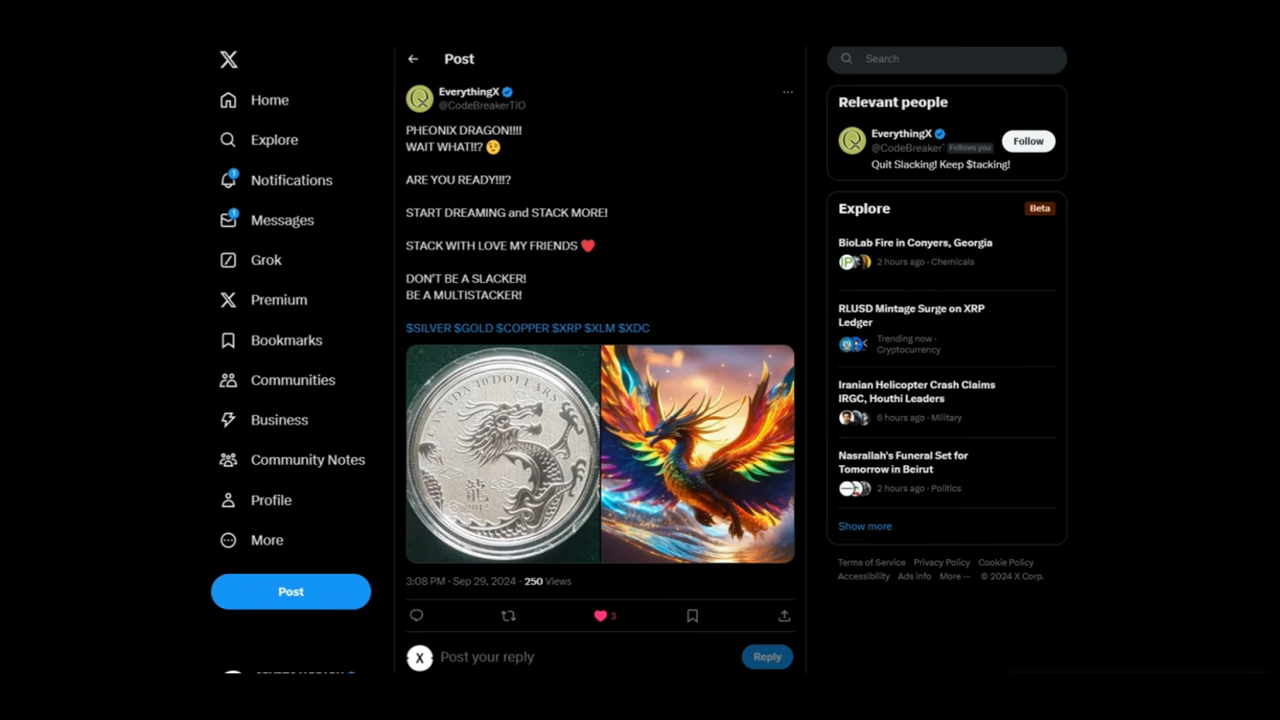 Home
Explore
1
Notifications
1
Messages
Grok
Premium
Bookmarks
Communities
Business
Community Notes
Profile
More
Post
Post
EverythingX
@CodeBreakerTiO
PHEONIX DRAGON!!!!
WAIT WHAT!!? 🤨
ARE YOU READY!!!?
START DREAMING and STACK MORE!
STACK WITH LOVE MY FRIENDS ❤️
DON'T BE A SLACKER!
BE A MULTISTACKER!
$SILVER $GOLD $COPPER $XRP $XLM $XDC
CANADA 10 DOLLARS
龍
2012
3:08 PM · Sep 29, 2024 · 250 Views
3
X
Post your reply
Reply
Search
Relevant people
EverythingX
@CodeBreaker Follows you
Follow
Quit Slacking! Keep $tacking!
Explore
Beta
BioLab Fire in Conyers, Georgia
2 hours ago · Chemicals
RLUSD Mintage Surge on XRP
Ledger
Trending now ·
Cryptocurrency
Iranian Helicopter Crash Claims
IRGC, Houthi Leaders
6 hours ago · Military
Nasrallah's Funeral Set for
Tomorrow in Beirut
2 hours ago · Politics
Show more
Terms of Service Privacy Policy Cookie Policy
Accessibility Ads info More ··· © 2024 X Corp.